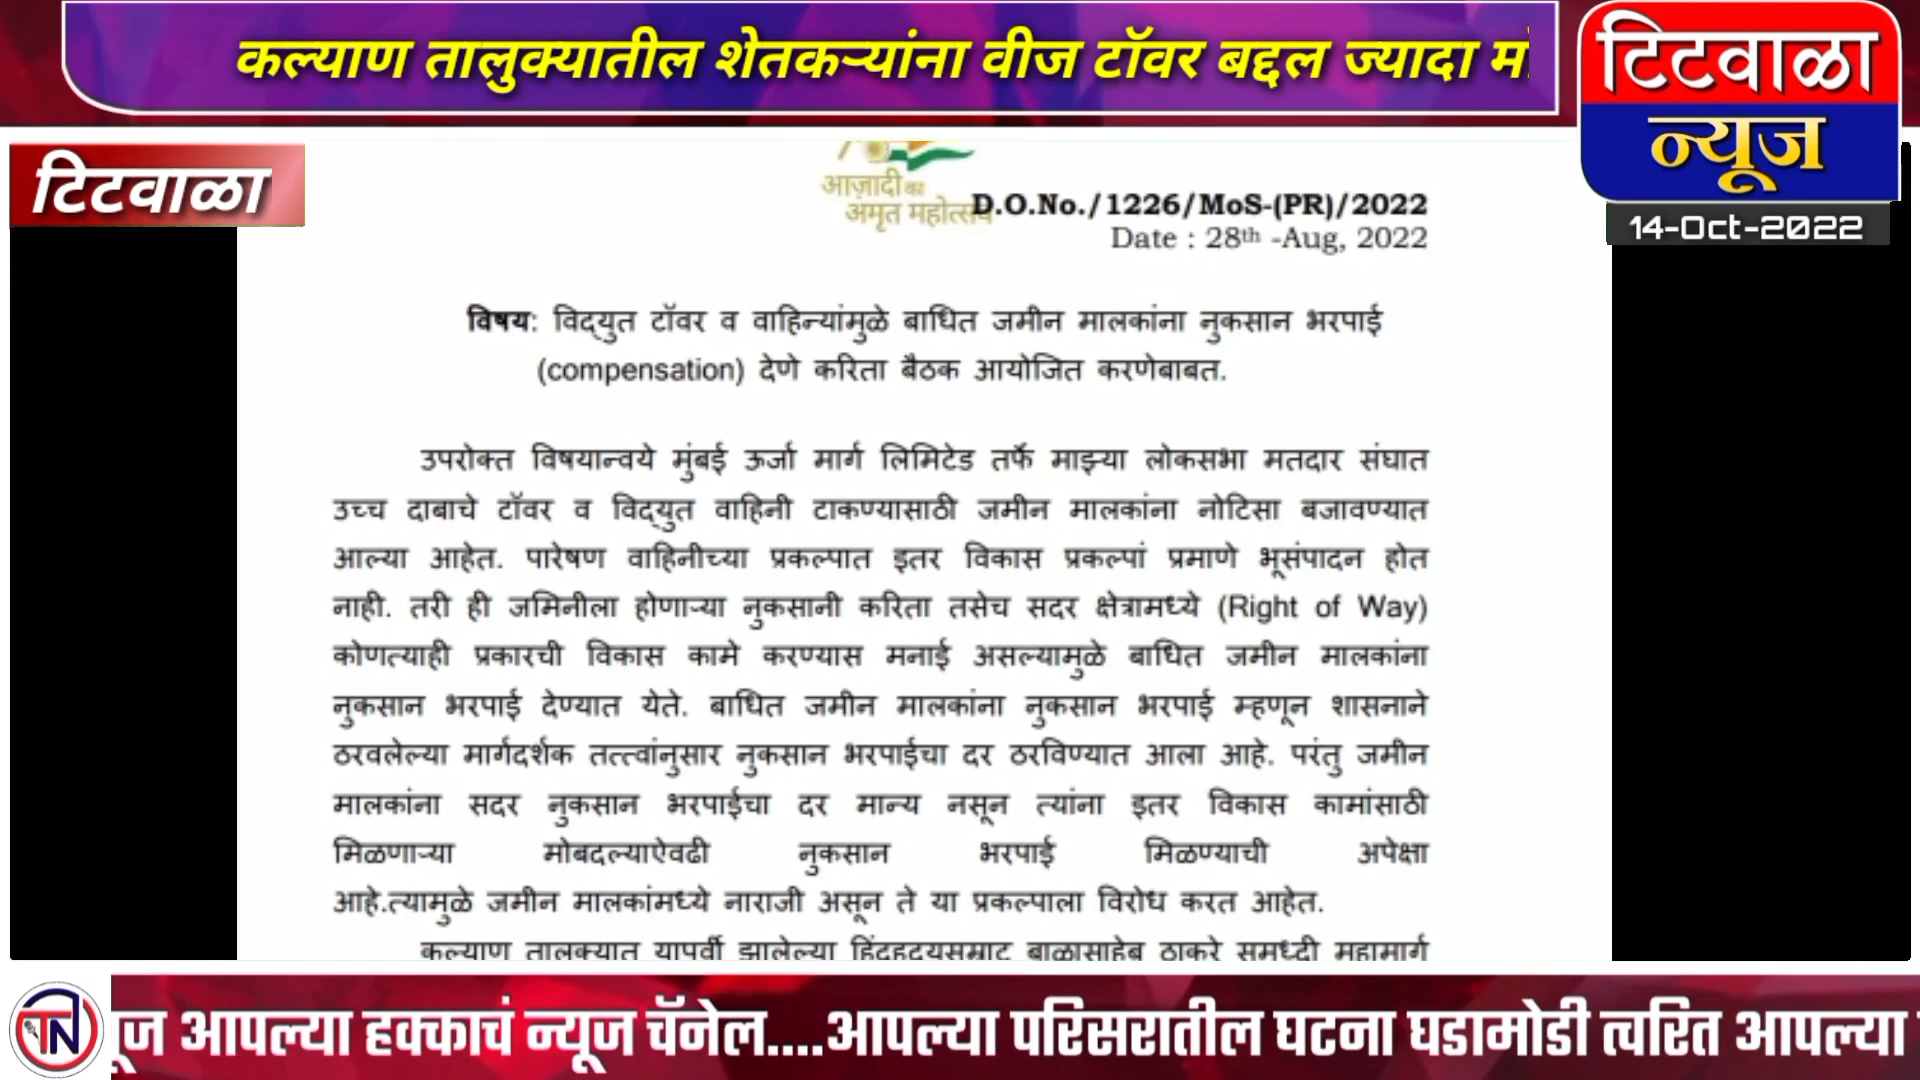 कल्याण तालुक्यातील शेतकऱ्यांना वीज टॉवर बद्दल ज्यादा
टिटवाळा
न्यूज
14-Oct-2022
टिटवाळा
आज़ादी का
अमृत महोत्सव
D.O.No./1226/MoS-(PR)/2022
Date : 28th -Aug, 2022
विषय: विद्युत टॉवर व वाहिन्यांमुळे बाधित जमीन मालकांना नुकसान भरपाई
(compensation) देणे करिता बैठक आयोजित करणेबाबत.
उपरोक्त विषयान्वये मुंबई ऊर्जा मार्ग लिमिटेड तर्फे माझ्या लोकसभा मतदार संघात
उच्च दाबाचे टॉवर व विद्युत वाहिनी टाकण्यासाठी जमीन मालकांना नोटिसा बजावण्यात
आल्या आहेत. पारेषण वाहिनीच्या प्रकल्पात इतर विकास प्रकल्पां प्रमाणे भूसंपादन होत
नाही. तरी ही जमिनीला होणाऱ्या नुकसानी करिता तसेच सदर क्षेत्रामध्ये (Right of Way)
कोणत्याही प्रकारची विकास कामे करण्यास मनाई असल्यामुळे बाधित जमीन मालकांना
नुकसान भरपाई देण्यात येते. बाधित जमीन मालकांना नुकसान भरपाई म्हणून शासनाने
ठरवलेल्या मार्गदर्शक तत्त्वांनुसार नुकसान भरपाईचा दर ठरविण्यात आला आहे. परंतु जमीन
मालकांना सदर नुकसान भरपाईचा दर मान्य नसून त्यांना इतर विकास कामांसाठी
मिळणाऱ्या मोबदल्याऐवढी नुकसान भरपाई मिळण्याची अपेक्षा
आहे.त्यामुळे जमीन मालकांमध्ये नाराजी असून ते या प्रकल्पाला विरोध करत आहेत.
कल्याण तालुक्यात यापूर्वी झालेल्या हिंदुहृदयसम्राट बाळासाहेब ठाकरे समृध्दी महामार्ग
TN
आपल्या हक्काचं न्यूज चॅनेल....आपल्या परिसरातील घटना घडामोडी त्वरित आपल्या